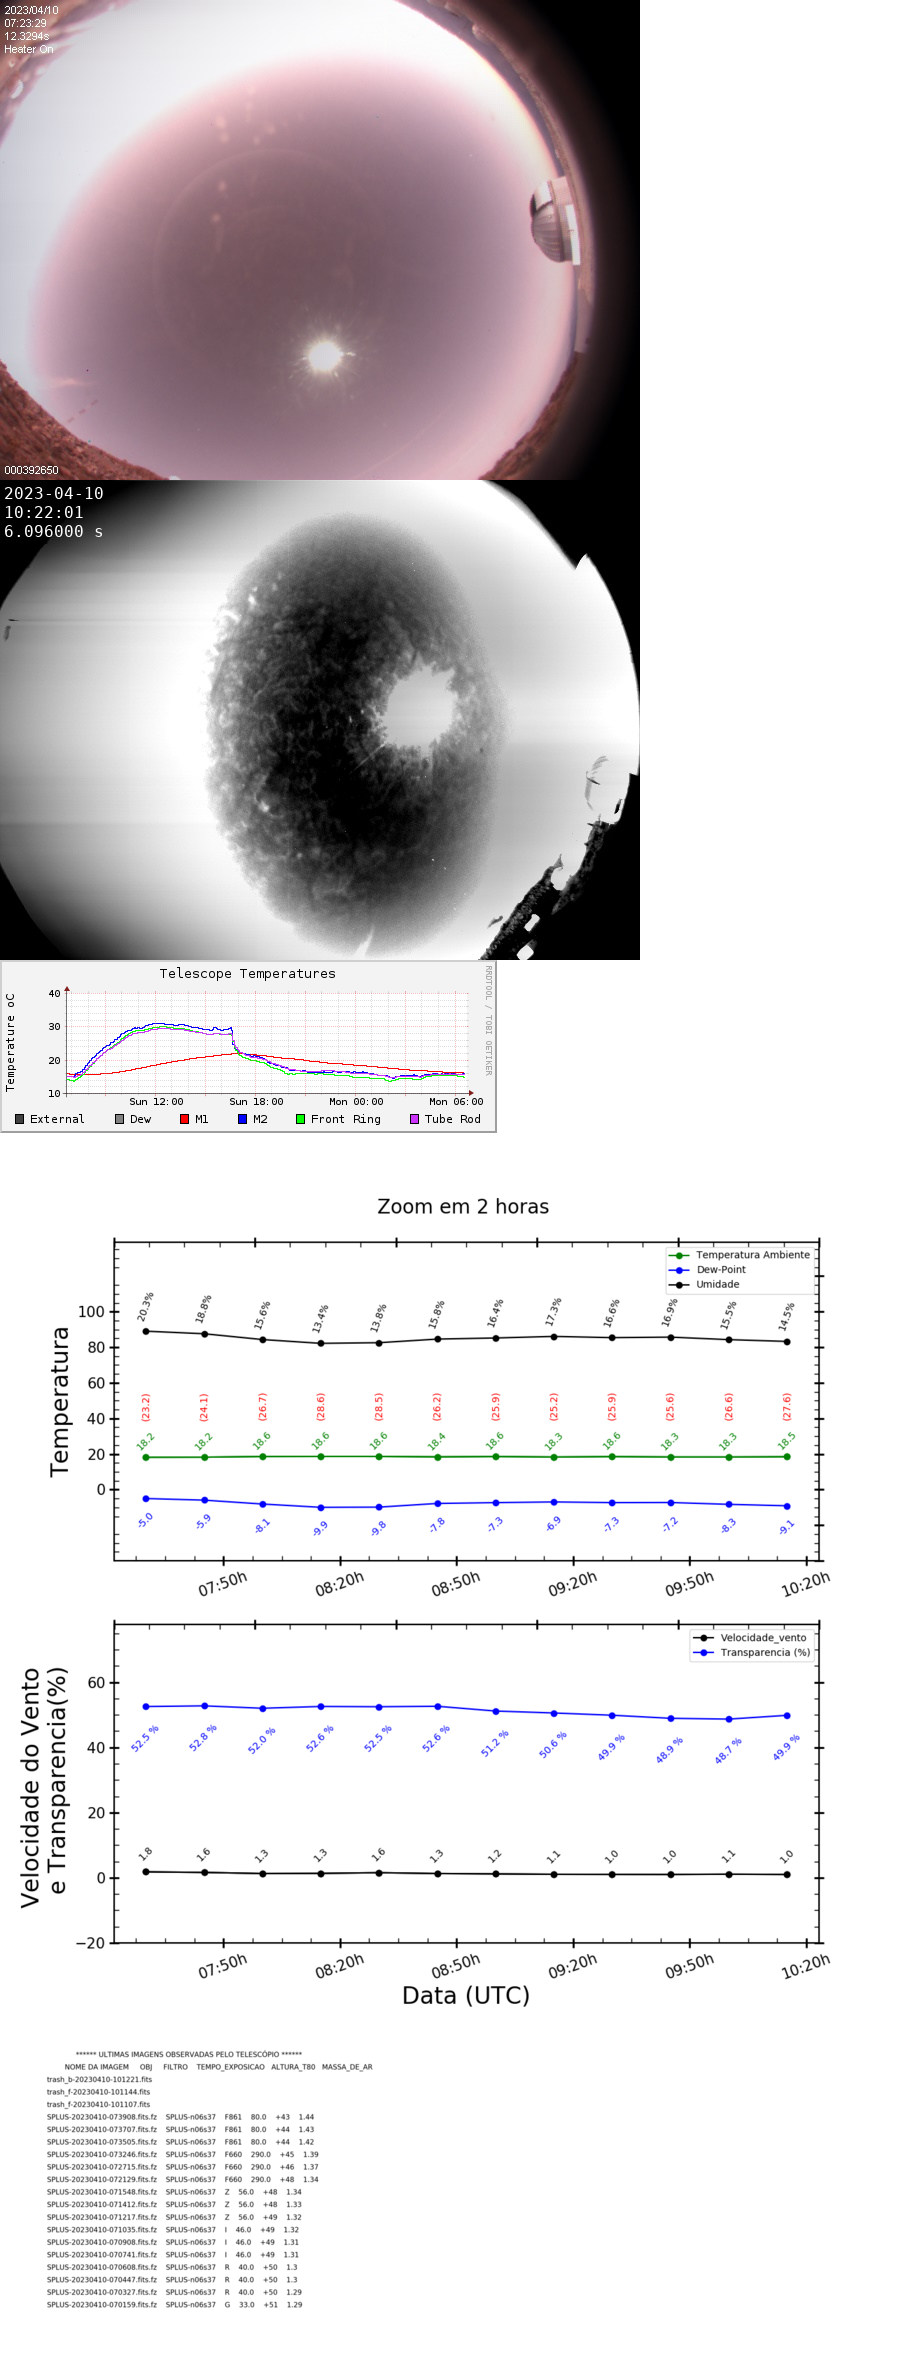 2023/04/10
07:23:29
12.3294s
Heater On
000392650
2023-04-10
10:22:01
6.096000 s
Telescope Temperatures
RRDTOOL / TOBI OETIKER
Temperature oC
40
30
20
10
Sun 12:00 Sun 18:00 Mon 00:00 Mon 06:00
External Dew M1 M2 Front Ring Tube Rod
Zoom em 2 horas
Temperatura Ambiente
Dew-Point
Umidade
Temperatura
100
80
60
40
20
0
20.3% 18.8% 15.6% 13.4% 13.8% 15.8% 16.4% 17.3% 16.6% 16.9% 15.5% 14.5%
(23.2) (24.1) (26.7) (28.6) (28.5) (26.2) (25.9) (25.2) (25.9) (25.6) (26.6) (27.6)
18.2 18.2 18.6 18.6 18.6 18.4 18.6 18.3 18.6 18.3 18.3 18.5
-5.0 -5.9 -8.1 -9.9 -9.8 -7.8 -7.3 -6.9 -7.3 -7.2 -8.3 -9.1
07:50h 08:20h 08:50h 09:20h 09:50h 10:20h
Velocidade_vento
Transparencia (%)
Velocidade do Vento
e Transparencia(%)
60
40
20
0
−20
52.5 % 52.8 % 52.0 % 52.6 % 52.5 % 52.6 % 51.2 % 50.6 % 49.9 % 48.9 % 48.7 % 49.9 %
1.8 1.6 1.3 1.3 1.6 1.3 1.2 1.1 1.0 1.0 1.1 1.0
07:50h 08:20h 08:50h 09:20h 09:50h 10:20h
Data (UTC)
****** ULTIMAS IMAGENS OBSERVADAS PELO TELESCÓPIO ******
NOME DA IMAGEM OBJ FILTRO TEMPO_EXPOSICAO ALTURA_T80 MASSA_DE_AR
trash_b-20230410-101221.fits
trash_f-20230410-101144.fits
trash_f-20230410-101107.fits
SPLUS-20230410-073908.fits.fz SPLUS-n06s37 F861 80.0 +43 1.44
SPLUS-20230410-073707.fits.fz SPLUS-n06s37 F861 80.0 +44 1.43
SPLUS-20230410-073505.fits.fz SPLUS-n06s37 F861 80.0 +44 1.42
SPLUS-20230410-073246.fits.fz SPLUS-n06s37 F660 290.0 +45 1.39
SPLUS-20230410-072715.fits.fz SPLUS-n06s37 F660 290.0 +46 1.37
SPLUS-20230410-072129.fits.fz SPLUS-n06s37 F660 290.0 +48 1.34
SPLUS-20230410-071548.fits.fz SPLUS-n06s37 Z 56.0 +48 1.34
SPLUS-20230410-071412.fits.fz SPLUS-n06s37 Z 56.0 +48 1.33
SPLUS-20230410-071217.fits.fz SPLUS-n06s37 Z 56.0 +49 1.32
SPLUS-20230410-071035.fits.fz SPLUS-n06s37 I 46.0 +49 1.32
SPLUS-20230410-070908.fits.fz SPLUS-n06s37 I 46.0 +49 1.31
SPLUS-20230410-070741.fits.fz SPLUS-n06s37 I 46.0 +49 1.31
SPLUS-20230410-070608.fits.fz SPLUS-n06s37 R 40.0 +50 1.3
SPLUS-20230410-070447.fits.fz SPLUS-n06s37 R 40.0 +50 1.3
SPLUS-20230410-070327.fits.fz SPLUS-n06s37 R 40.0 +50 1.29
SPLUS-20230410-070159.fits.fz SPLUS-n06s37 G 33.0 +51 1.29